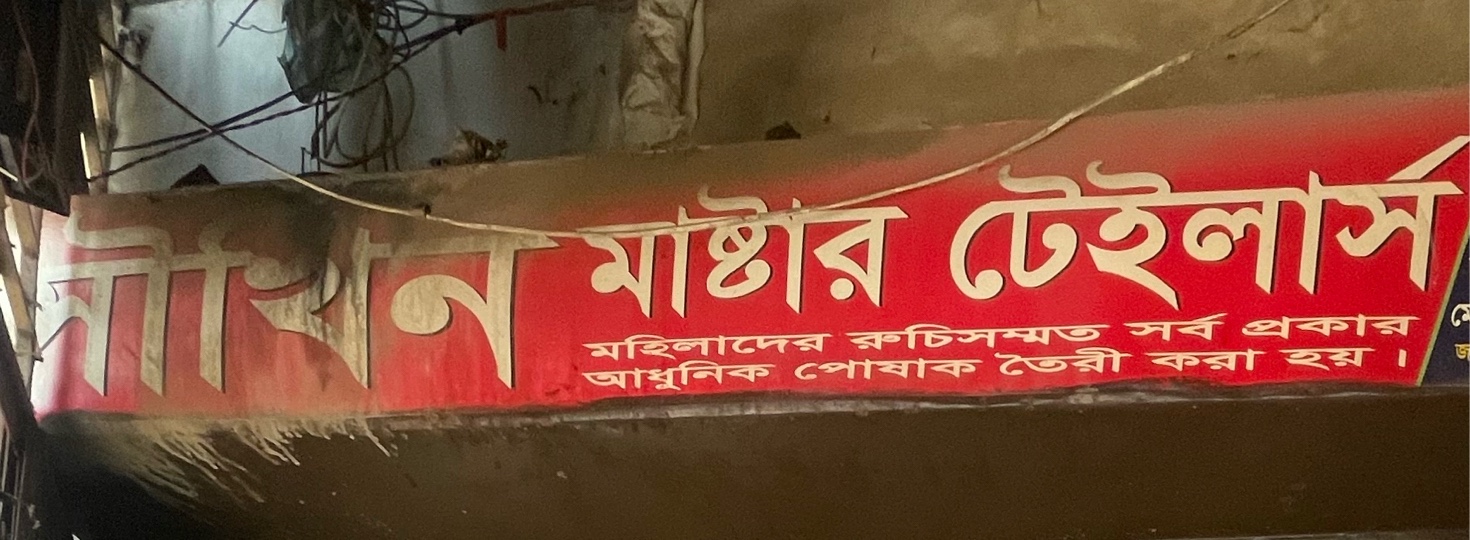 সৌখিন মাষ্টার টেইলার্স
মহিলাদের রুচিসম্মত সর্ব প্রকার
আধুনিক পোষাক তৈরী করা হয়।